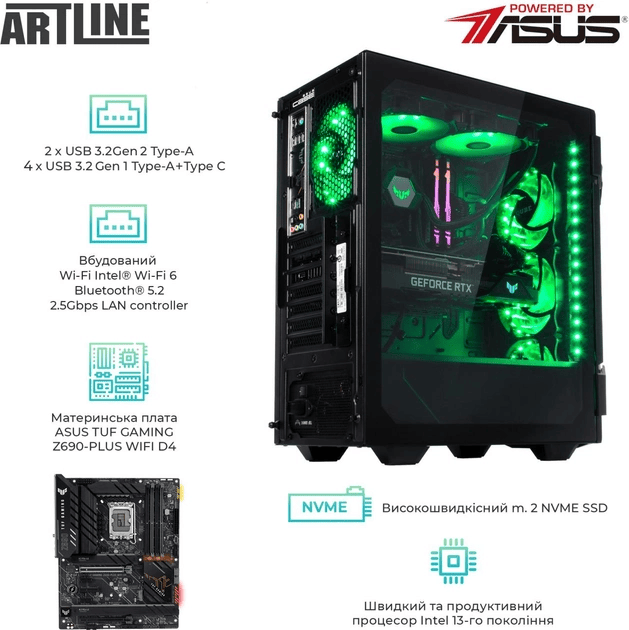 ARTLINE
POWERED BY
ASUS
2 x USB 3.2Gen 2 Type-A
4 x USB 3.2 Gen 1 Type-A+Type C
Вбудований
Wi-Fi Intel® Wi-Fi 6
Bluetooth® 5.2
2.5Gbps LAN controller
GEFORCE RTX
Материнська плата
ASUS TUF GAMING
Z690-PLUS WIFI D4
TUF GAMING
NVME
Високошвидкісний m. 2 NVME SSD
Швидкий та продуктивний
процесор Intel 13-го покоління